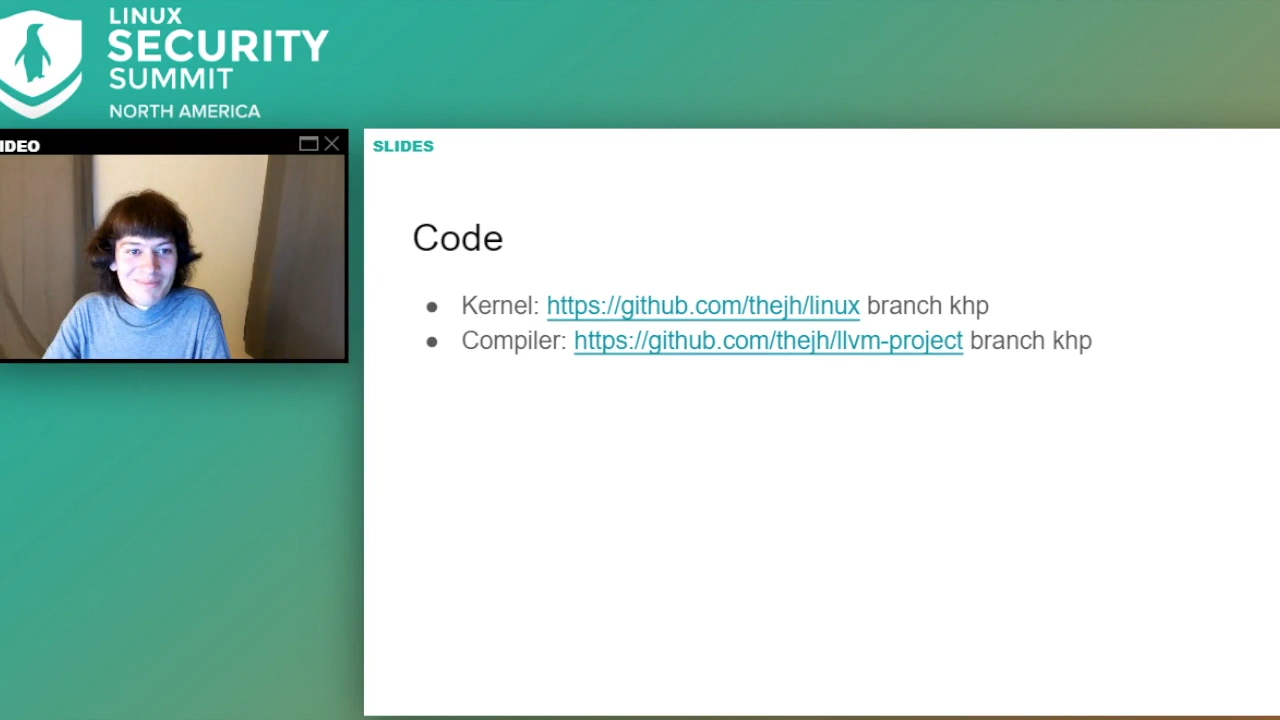 LINUX
SECURITY
SUMMIT
NORTH AMERICA
IDEO
SLIDES
Code
● Kernel: https://github.com/thejh/linux branch khp
● Compiler: https://github.com/thejh/llvm-project branch khp